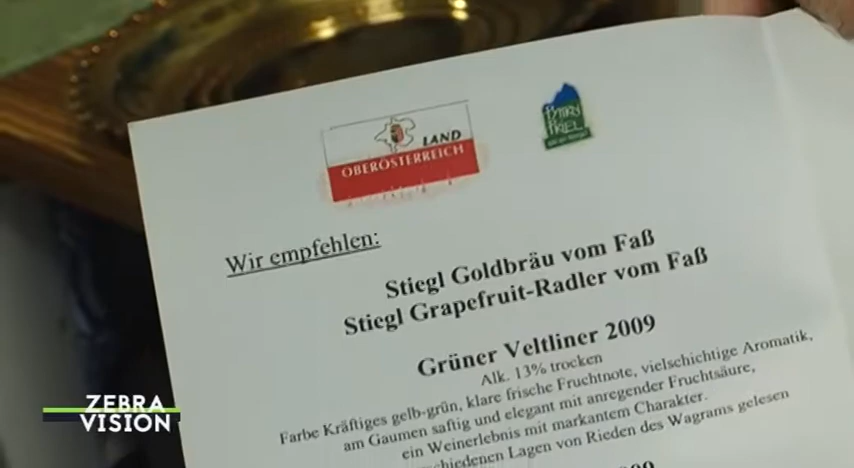 LAND
OBERÖSTERREICH
Wir empfehlen:
Stiegl Goldbräu vom Faß
Stiegl Grapefruit-Radler vom Faß
Grüner Veltliner 2009
Alk. 13% trocken
Farbe Kräftiges gelb-grün, klare frische Fruchtnote, vielschichtige Aromatik,
am Gaumen saftig und elegant mit anregender Fruchtsäure,
ein Weinerlebnis mit markantem Charakter.
Lagen von Rieden des Wagrams gelesen
ZEBRA
VISION